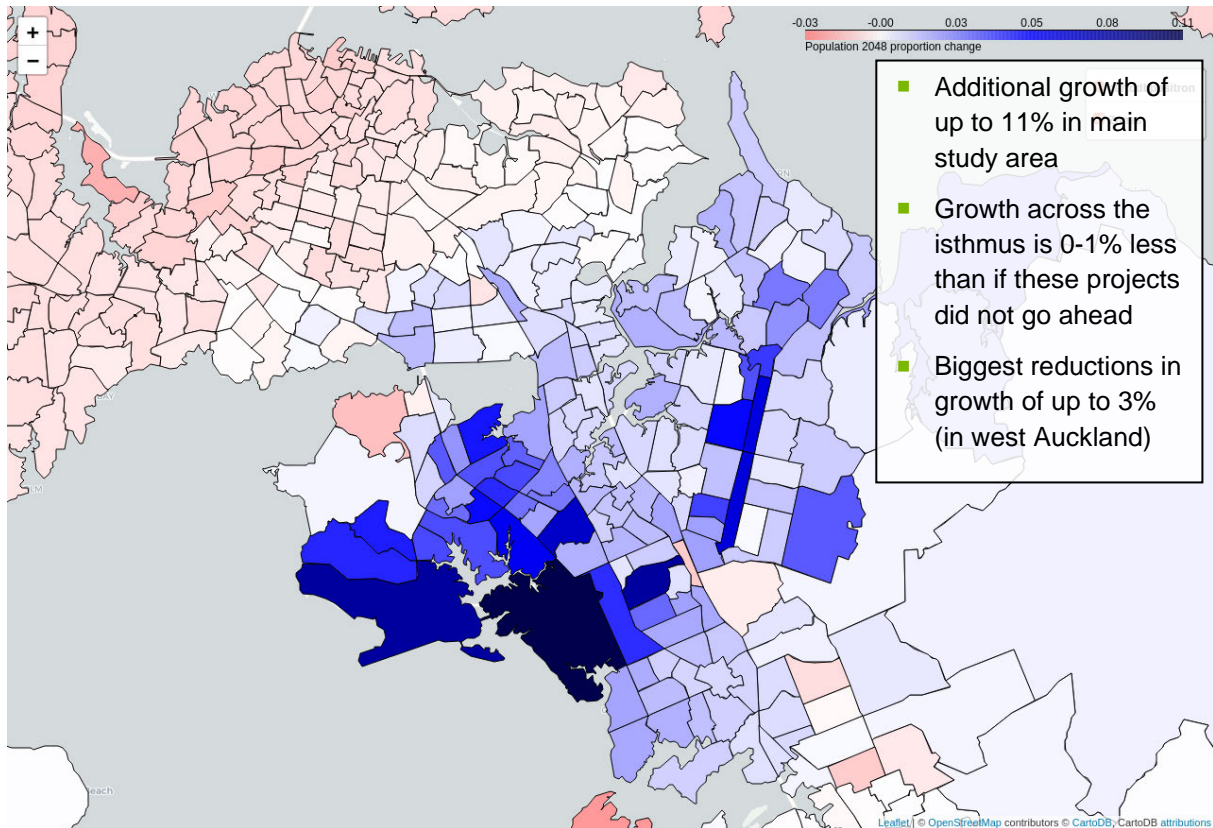 +
−
-0.03 -0.00 0.03 0.05 0.08 0.11
Population 2048 proportion change
Additional growth of
up to 11% in main
study area
Growth across the
isthmus is 0-1% less
than if these projects
did not go ahead
Biggest reductions in
growth of up to 3%
(in west Auckland)
each
Leaflet | © OpenStreetMap contributors © CartoDB, CartoDB attributions